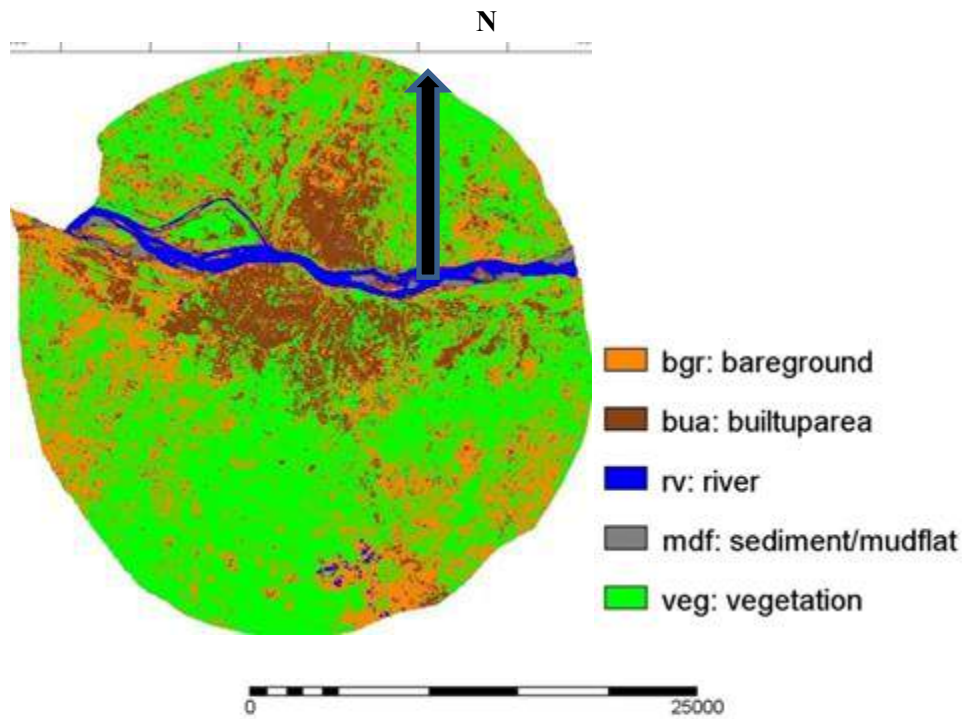 N
bgr: bareground
bua: builtuparea
rv: river
mdf: sediment/mudflat
veg: vegetation
0
25000